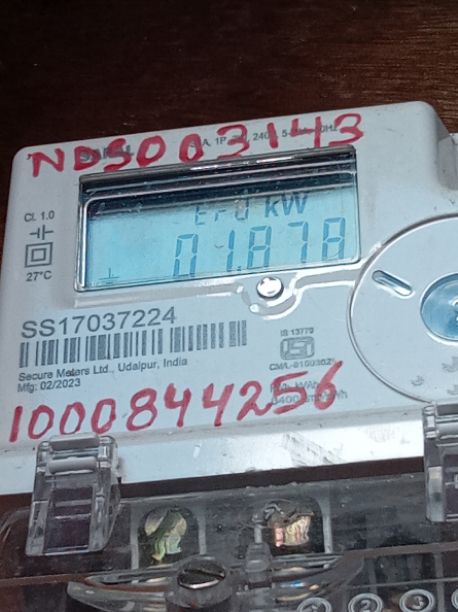 NDS003143
kW
01.878
Cl. 1.0
27°C
SS17037224
Secure Meters Ltd., Udaipur, India
Mfg: 02/2023
IS 13779
1000844256